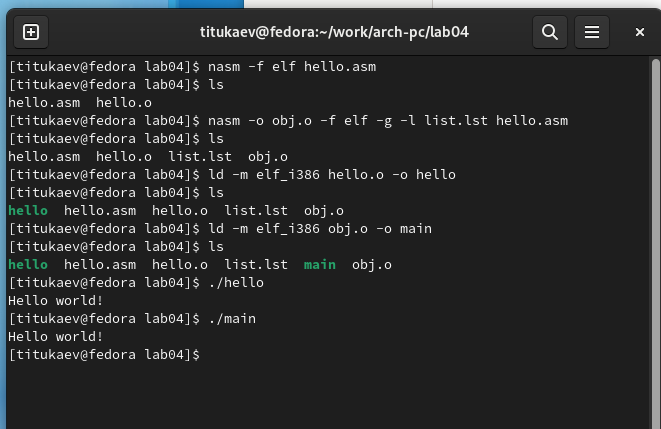 titukaev@fedora:~/work/arch-pc/lab04
[titukaev@fedora lab04]$ nasm -f elf hello.asm
[titukaev@fedora lab04]$ ls
hello.asm  hello.o
[titukaev@fedora lab04]$ nasm -o obj.o -f elf -g -l list.lst hello.asm
[titukaev@fedora lab04]$ ls
hello.asm  hello.o  list.lst  obj.o
[titukaev@fedora lab04]$ ld -m elf_i386 hello.o -o hello
[titukaev@fedora lab04]$ ls
hello  hello.asm  hello.o  list.lst  obj.o
[titukaev@fedora lab04]$ ld -m elf_i386 obj.o -o main
[titukaev@fedora lab04]$ ls
hello  hello.asm  hello.o  list.lst  main  obj.o
[titukaev@fedora lab04]$ ./hello
Hello world!
[titukaev@fedora lab04]$ ./main
Hello world!
[titukaev@fedora lab04]$